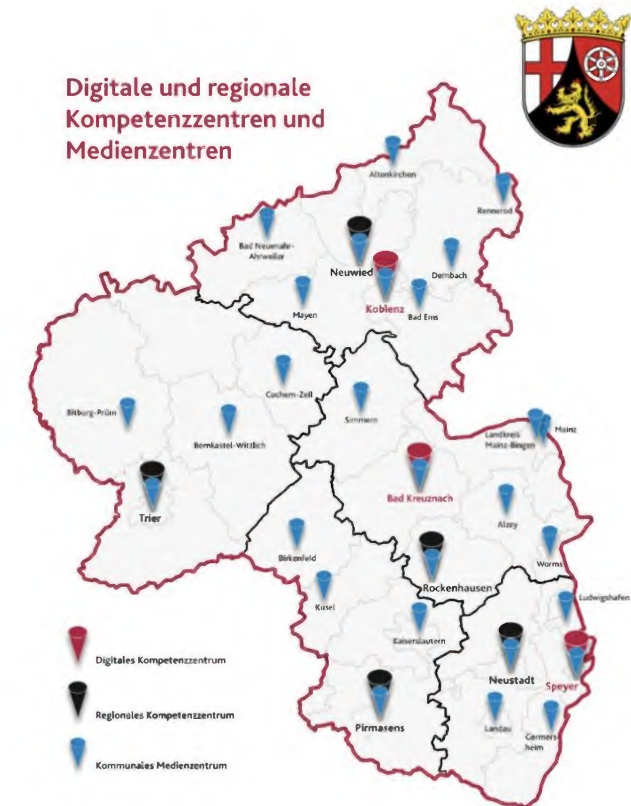 Digitale und regionale
Kompetenzzentren und
Medienzentren
Altenkirchen
Rennerod
Bad Neuenahr-
Ahrweiler
Neuwied
Dernbach
Mayen
Koblenz
Bad Ems
Cochem-Zell
Simmern
Bitburg-Prüm
Bernkastel-Wittlich
Landkreis
Mainz-Bingen
Mainz
Bad Kreuznach
Trier
Alzey
Birkenfeld
Worms
Rockenhausen
Kusel
Ludwigshafen
Kaiserslautern
Digitales Kompetenzzentrum
Neustadt
Speyer
Regionales Kompetenzzentrum
Pirmasens
Landau
Germers-
heim
Kommunales Medienzentrum